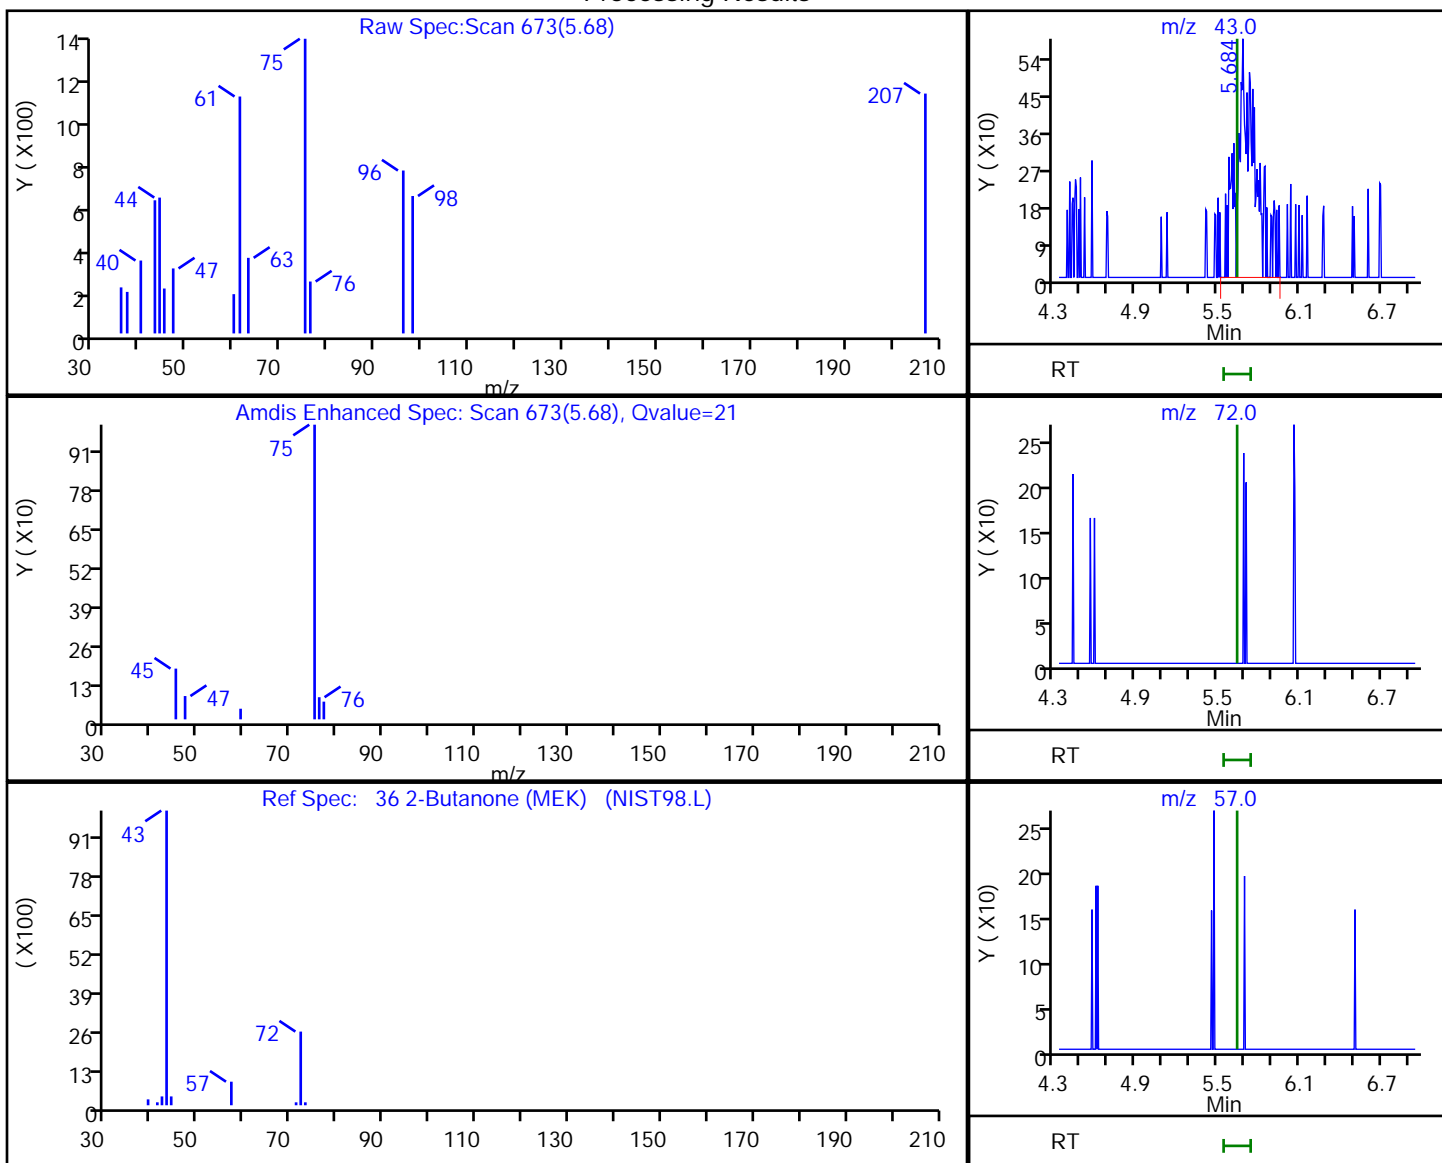 Processing Results
Raw Spec:Scan 673(5.68)
Y ( X100)
14
12
10
8
6
4
2
0
75
61
207
96
98
44
40
47
63
76
30 50 70 90 110 130 150 170 190 210
m/z
m/z 43.0
Y ( X10)
54
45
36
27
18
9
0
5.684
4.3 4.9 5.5 6.1 6.7
Min
RT
Amdis Enhanced Spec: Scan 673(5.68), Qvalue=21
Y ( X10)
91
78
65
52
39
26
13
0
75
45
47
76
30 50 70 90 110 130 150 170 190 210
m/z
m/z 72.0
Y ( X10)
25
20
15
10
5
0
4.3 4.9 5.5 6.1 6.7
Min
RT
Ref Spec: 36 2-Butanone (MEK) (NIST98.L)
( X100)
91
78
65
52
39
26
13
0
43
72
57
30 50 70 90 110 130 150 170 190 210
m/z 57.0
Y ( X10)
25
20
15
10
5
0
4.3 4.9 5.5 6.1 6.7
Min
RT